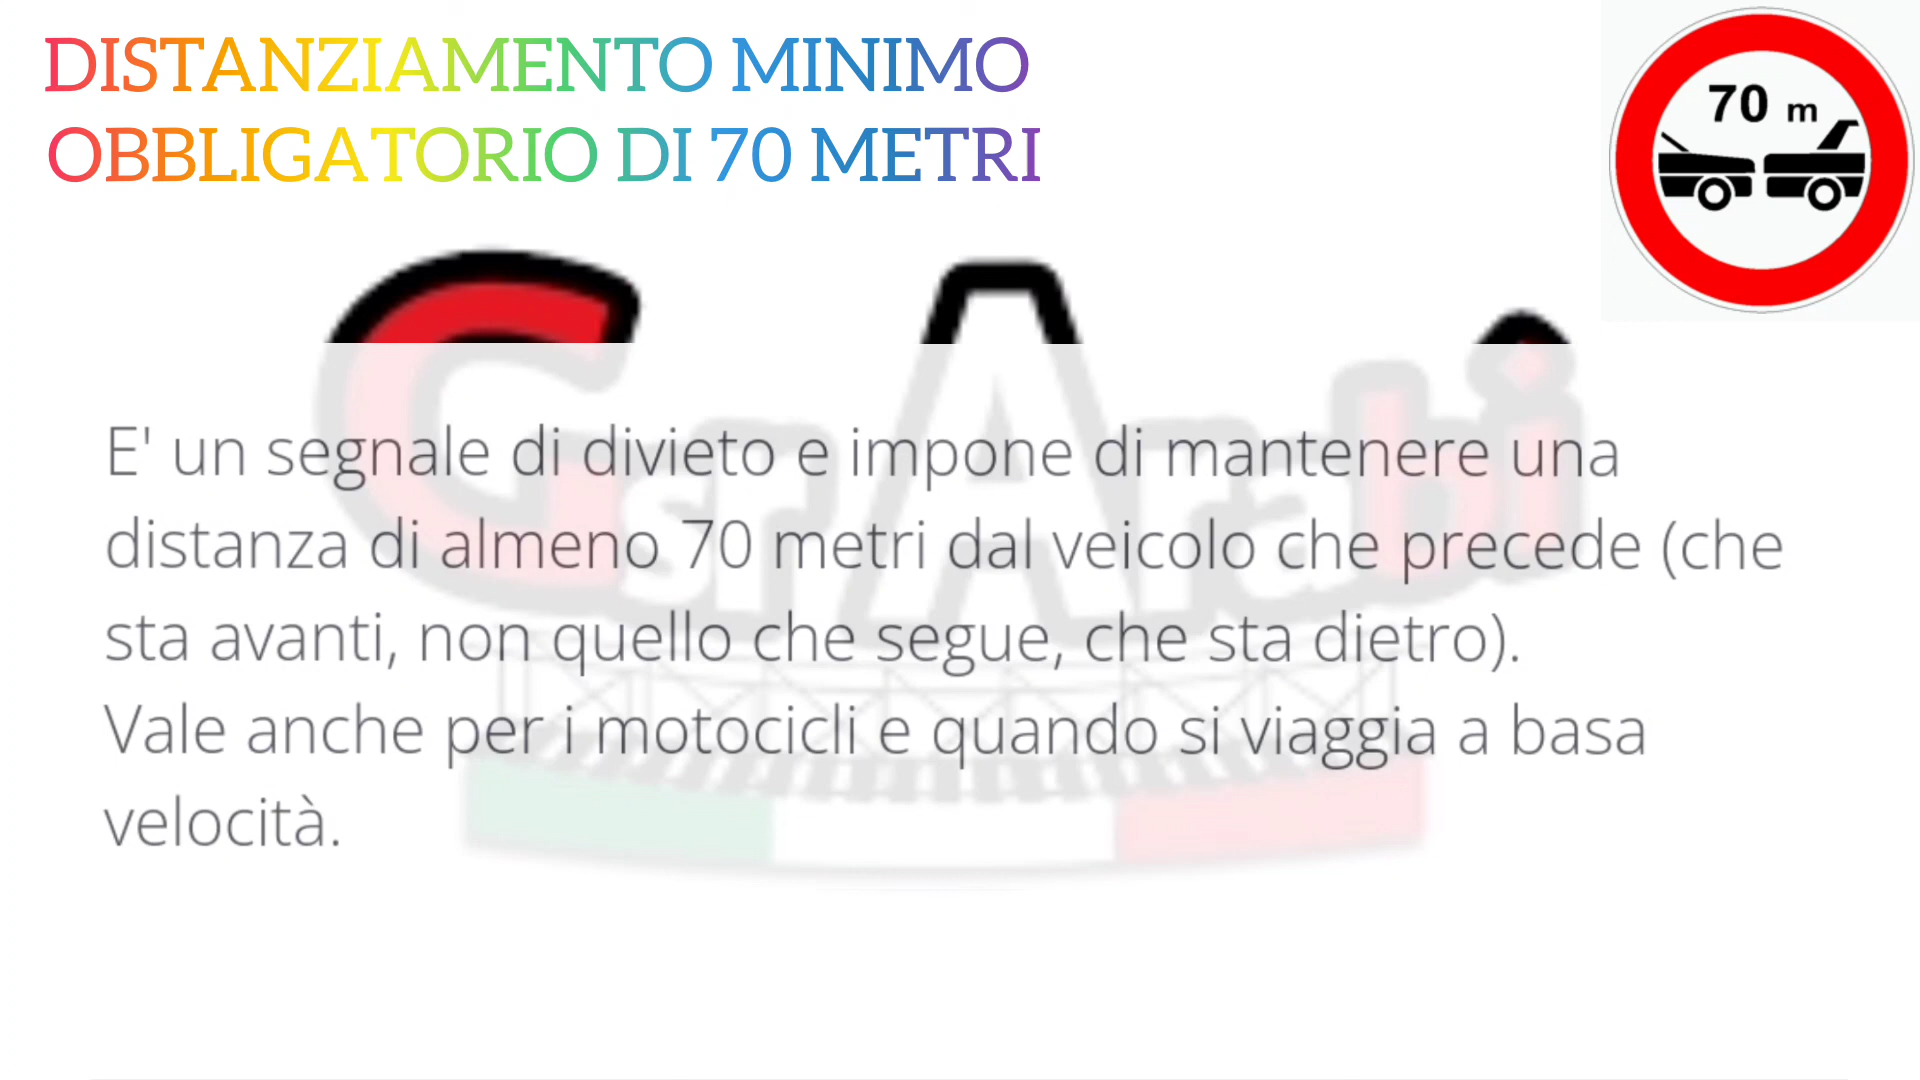 DISTANZIAMENTO MINIMO
OBBLIGATORIO DI 70 METRI
70 m
GsrArabi
E' un segnale di divieto e impone di mantenere una
distanza di almeno 70 metri dal veicolo che precede (che
sta avanti, non quello che segue, che sta dietro).
Vale anche per i motocicli e quando si viaggia a basa
velocità.